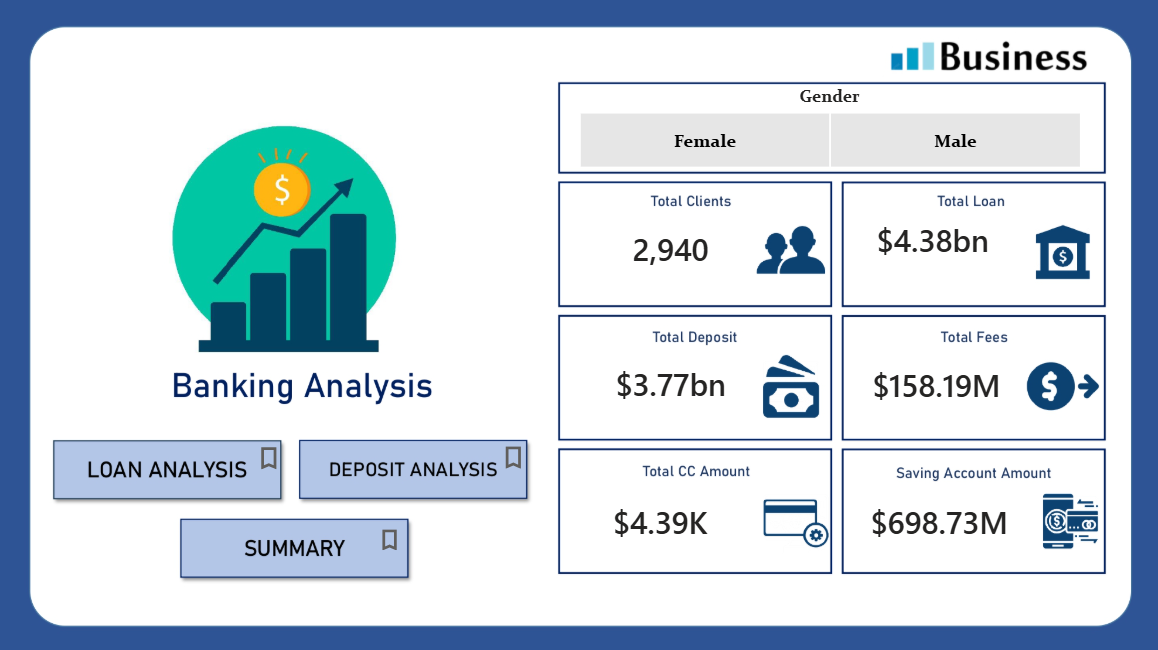 Business
Gender
Female Male
Total Clients
2,940
Total Loan
$4.38bn
$
Banking Analysis
Total Deposit
$3.77bn
Total Fees
$158.19M
LOAN ANALYSIS
DEPOSIT ANALYSIS
SUMMARY
Total CC Amount
$4.39K
Saving Account Amount
$698.73M